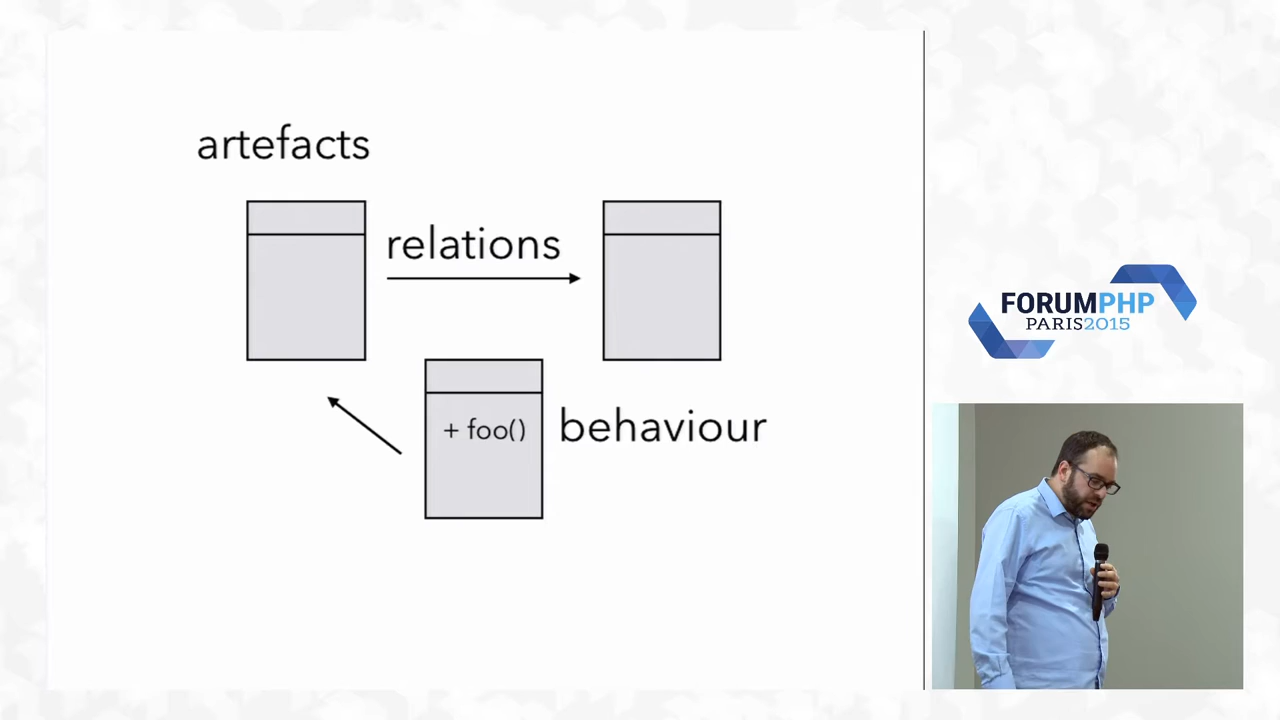 artefacts
relations
+ foo()
behaviour
FORUMPHP
PARIS2015